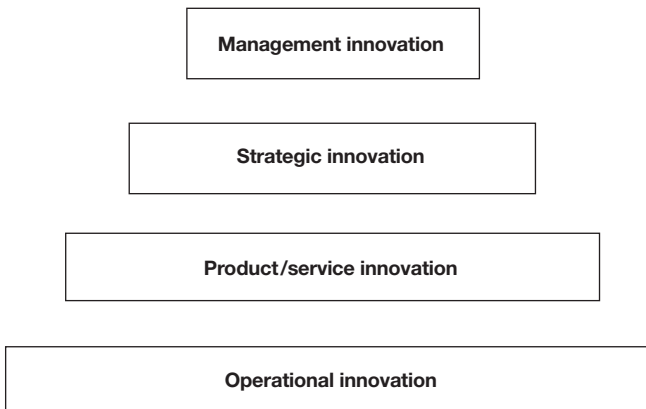 Management innovation
Strategic innovation
Product/service innovation
Operational innovation